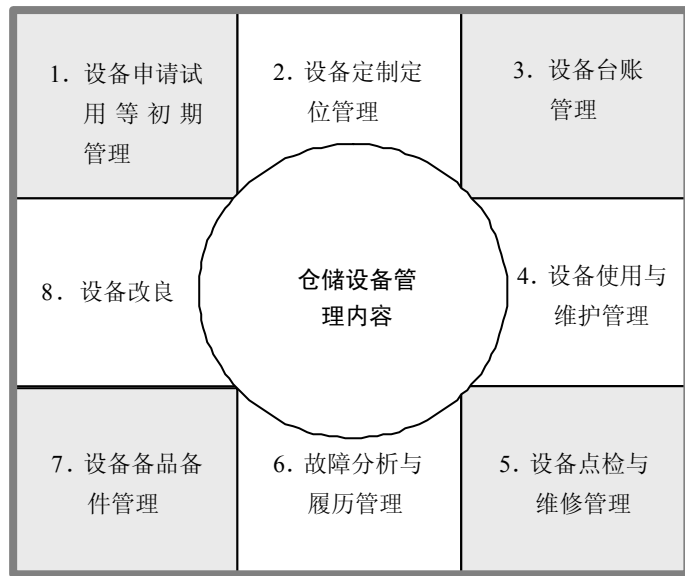 1. 设备申请试
用等初期
管理
2. 设备定制定
位管理
3. 设备台账
管理
8. 设备改良
仓储设备管
理内容
4. 设备使用与
维护管理
7. 设备备品备
件管理
6. 故障分析与
履历管理
5. 设备点检与
维修管理